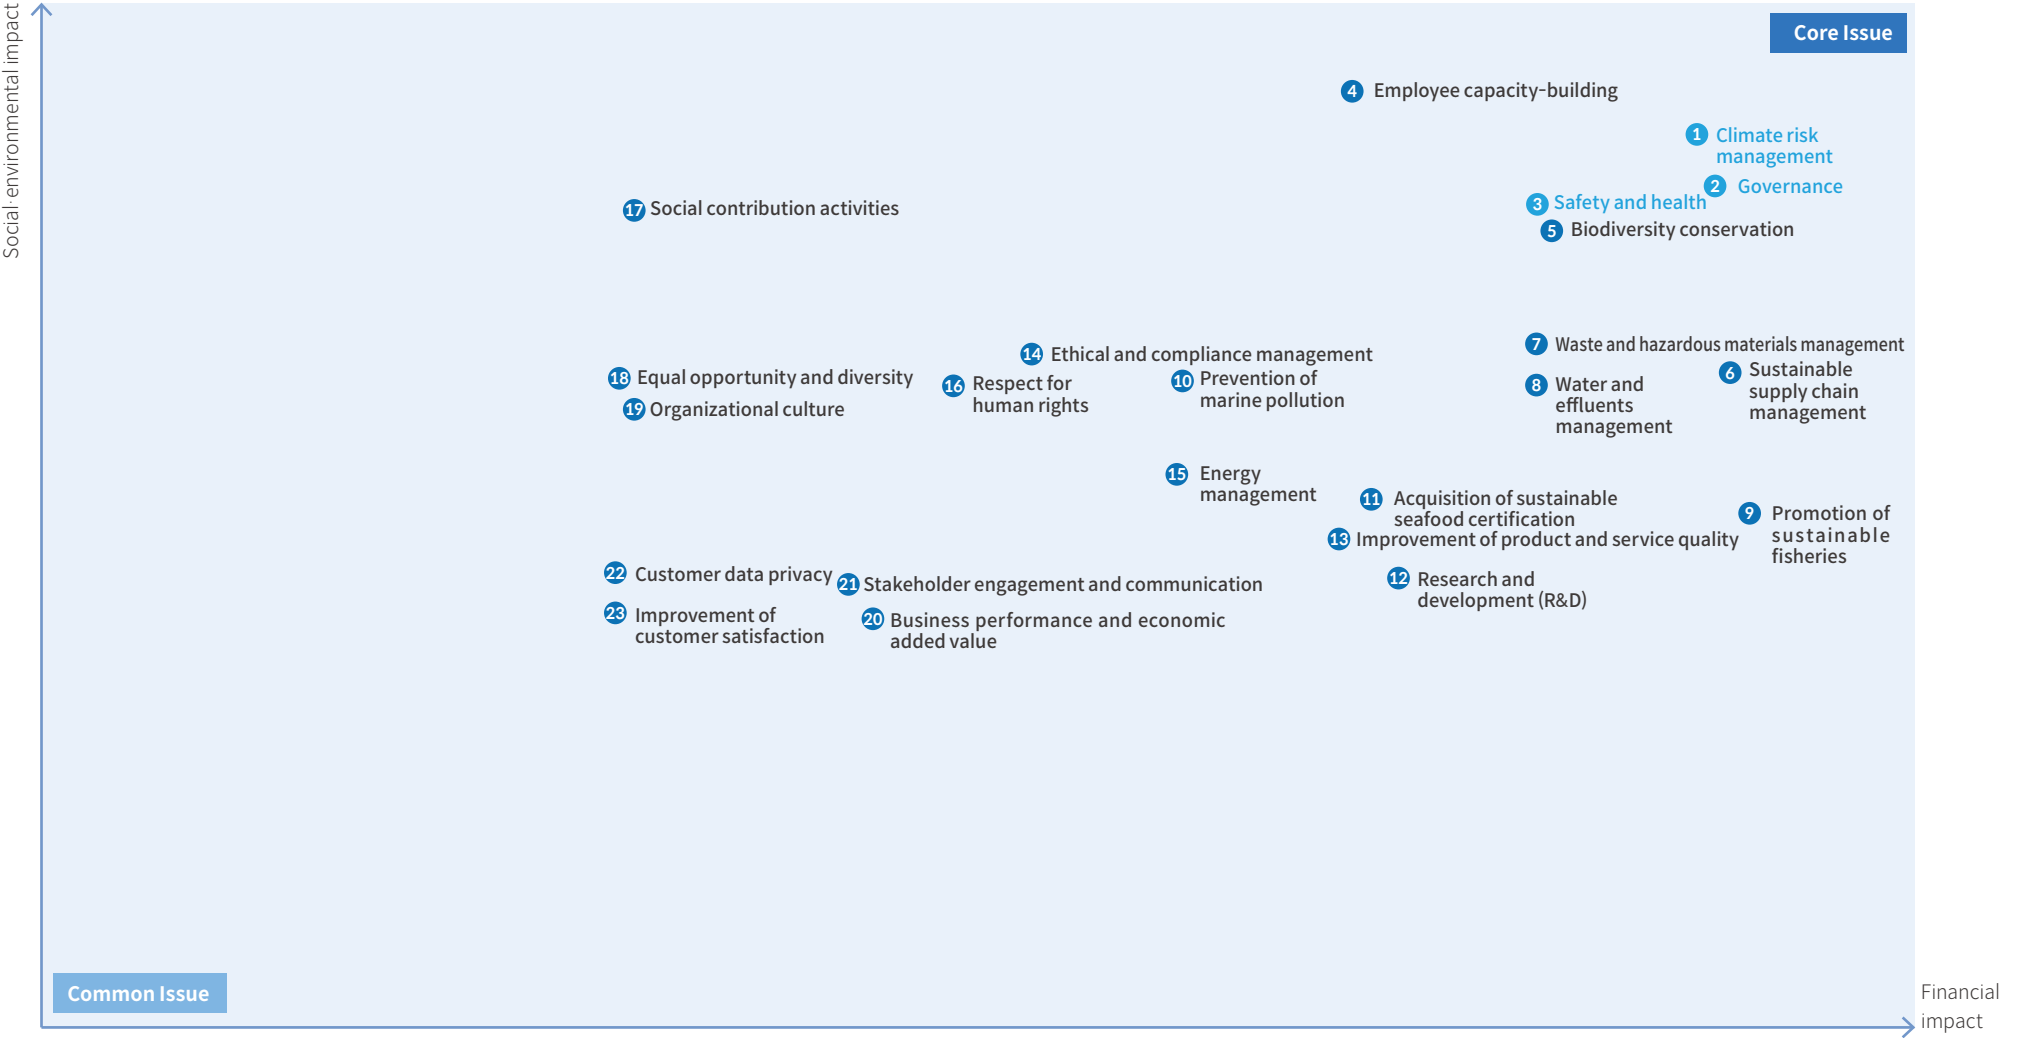 Social·environmental impact
Core Issue
4 Employee capacity-building
1 Climate risk
management
2 Governance
3 Safety and health
5 Biodiversity conservation
17 Social contribution activities
7 Waste and hazardous materials management
14 Ethical and compliance management
6 Sustainable
supply chain
management
18 Equal opportunity and diversity
16 Respect for
human rights
10 Prevention of
marine pollution
8 Water and
effluents
management
19 Organizational culture
15 Energy
management
11 Acquisition of sustainable
seafood certification
9 Promotion of
sustainable
fisheries
13 Improvement of product and service quality
22 Customer data privacy
21 Stakeholder engagement and communication
12 Research and
development (R&D)
23 Improvement of
customer satisfaction
20 Business performance and economic
added value
Common Issue
Financial
impact